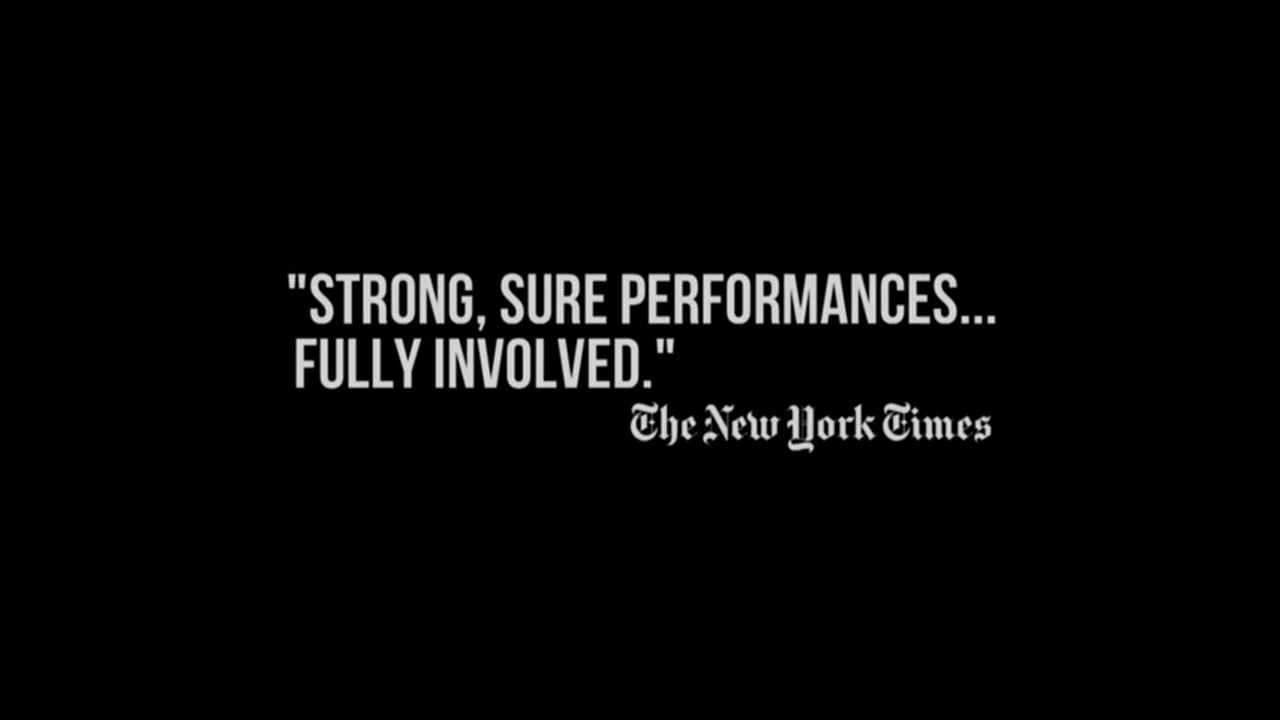 "STRONG, SURE PERFORMANCES...
FULLY INVOLVED."
The New York Times